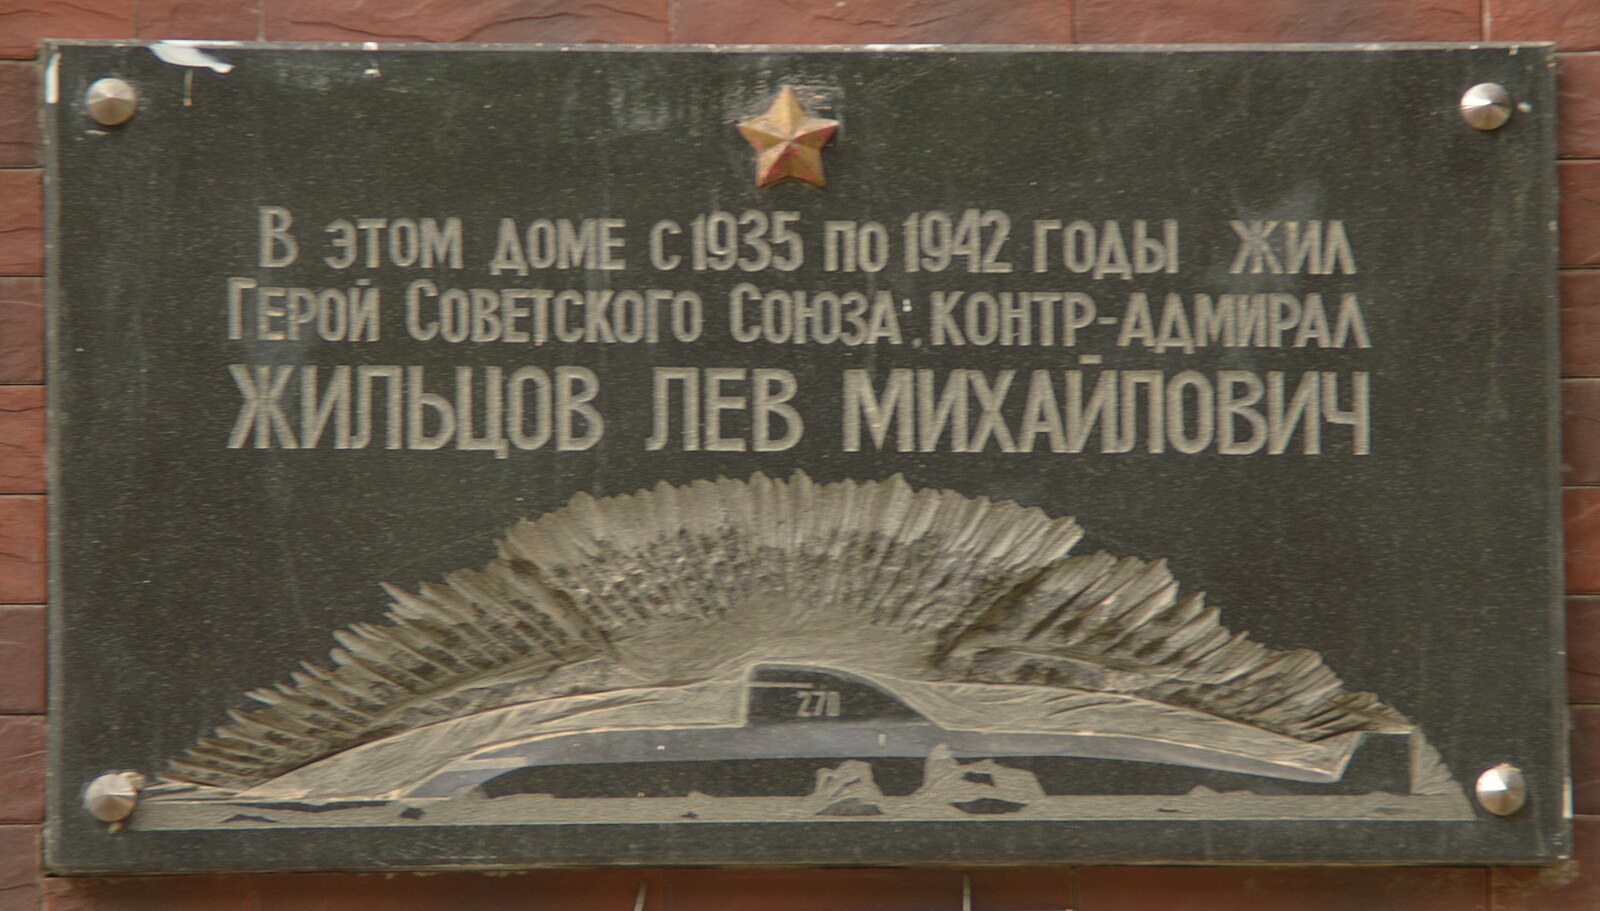 В ЭТОМ ДОМЕ С 1935 ПО 1942 ГОДЫ ЖИЛ
ГЕРОЙ СОВЕТСКОГО СОЮЗА, КОНТР-АДМИРАЛ
ЖИЛЬЦОВ ЛЕВ МИХАЙЛОВИЧ
270